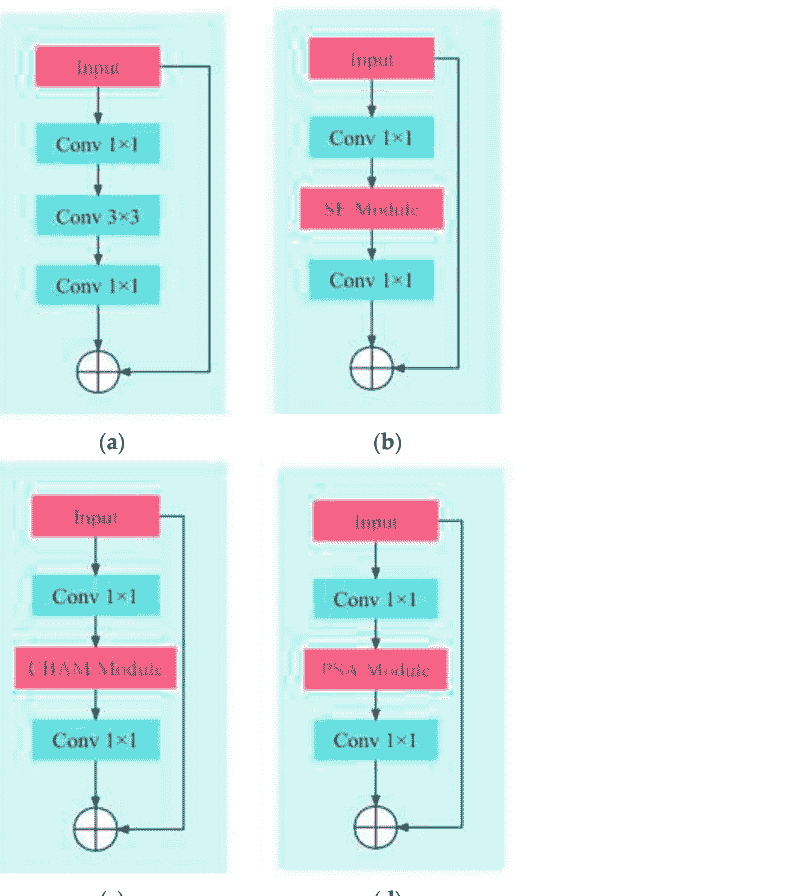 Input
Conv 1×1
Conv 3×3
Conv 1×1
(a)
Input
Conv 1×1
SE Module
Conv 1×1
(b)
Input
Conv 1×1
Module
Conv 1×1
Input
Conv 1×1
PSA Module
Conv 1×1
(d)